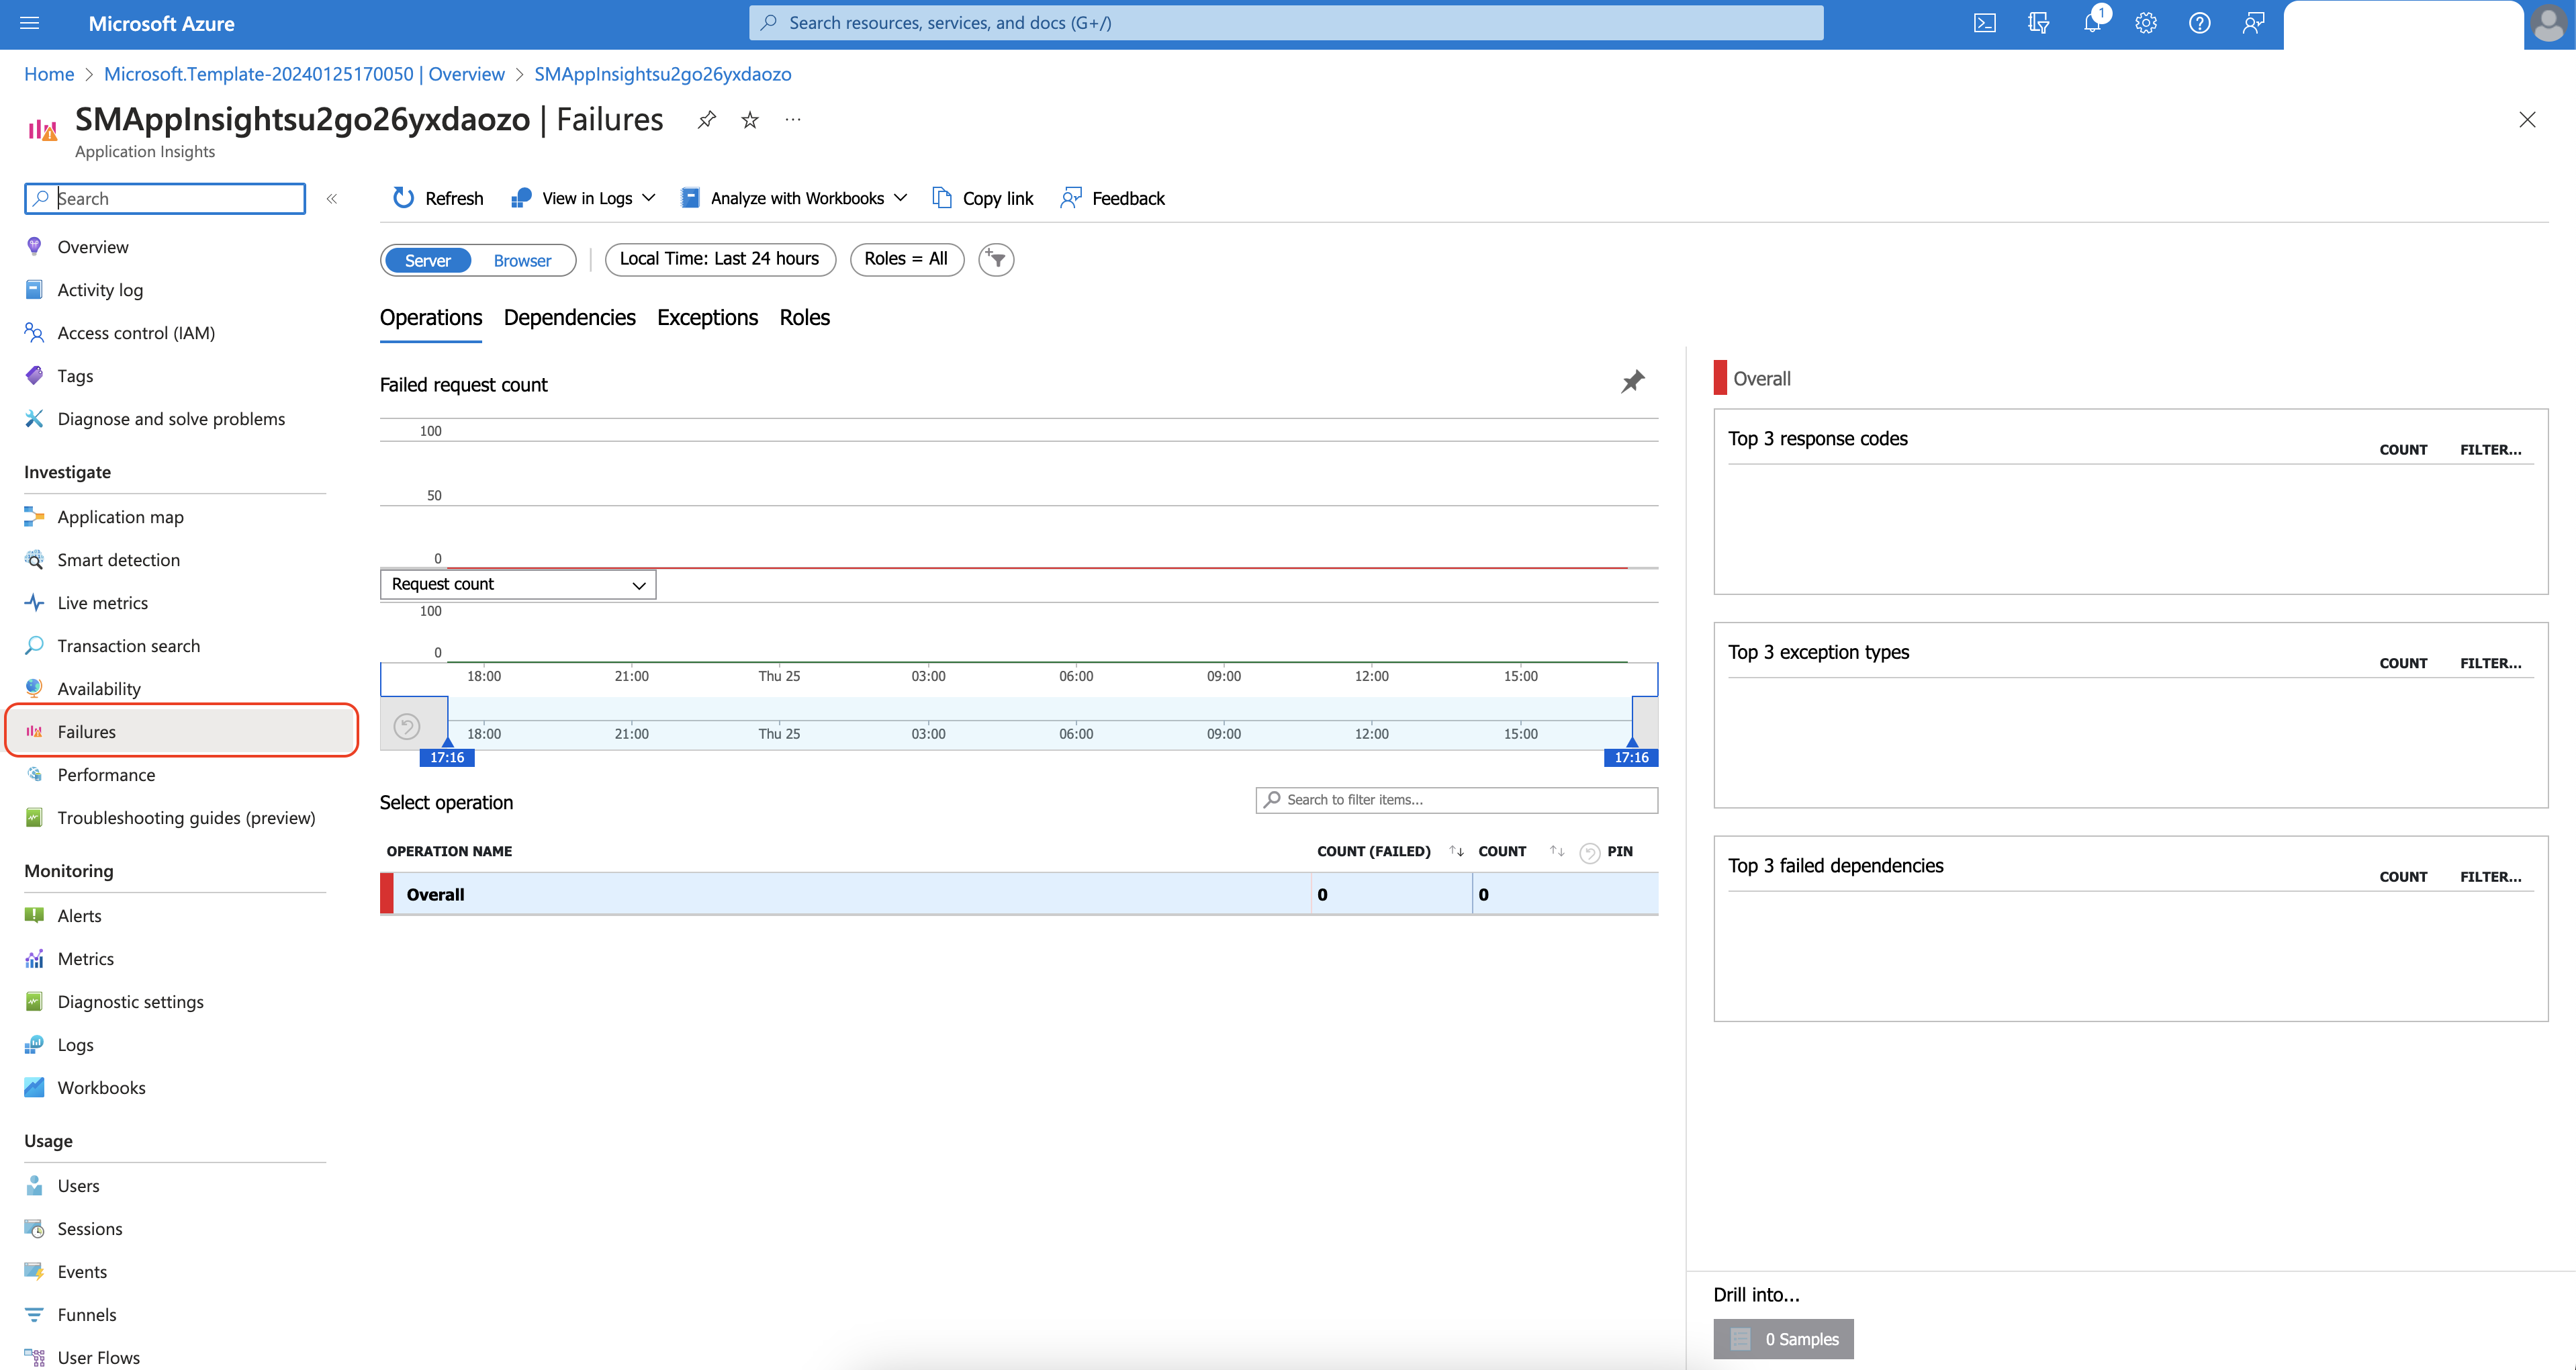 Microsoft Azure
Search resources, services, and docs (G+/)
1
Home > Microsoft.Template-20240125170050 | Overview > SMAppInsightsu2go26yxdaozo
SMAppInsightsu2go26yxdaozo | Failures
Application Insights
Search
Refresh
View in Logs
Analyze with Workbooks
Copy link
Feedback
Overview
Activity log
Access control (IAM)
Tags
Diagnose and solve problems
Investigate
Application map
Smart detection
Live metrics
Transaction search
Availability
Failures
Performance
Troubleshooting guides (preview)
Monitoring
Alerts
Metrics
Diagnostic settings
Logs
Workbooks
Usage
Users
Sessions
Events
Funnels
User Flows
Server Browser
Local Time: Last 24 hours
Roles = All
Operations Dependencies Exceptions Roles
Failed request count
100
50
0
Request count
100
0
18:00 21:00 Thu 25 03:00 06:00 09:00 12:00 15:00
18:00 21:00 Thu 25 03:00 06:00 09:00 12:00 15:00
17:16 17:16
Select operation
Search to filter items...
OPERATION NAME COUNT (FAILED) COUNT PIN
Overall 0 0
Overall
Top 3 response codes
COUNT FILTER...
Top 3 exception types
COUNT FILTER...
Top 3 failed dependencies
COUNT FILTER...
Drill into...
0 Samples